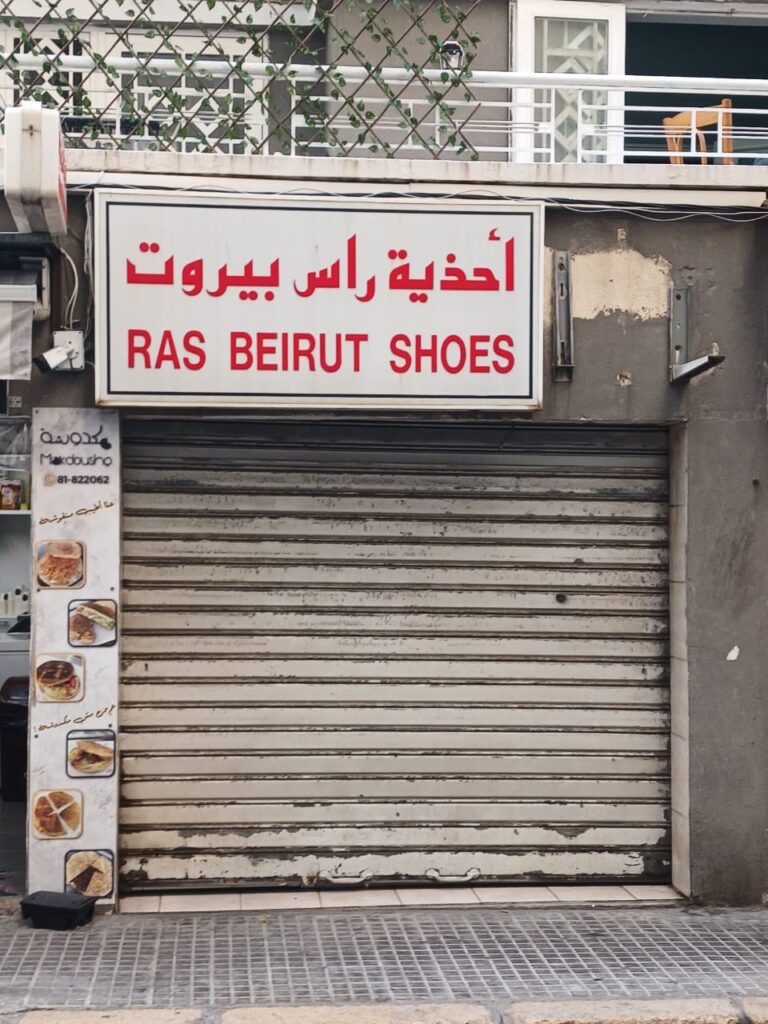 أحذية راس بيروت
RAS BEIRUT SHOES
مكدوشة
Makdousha
81-822062